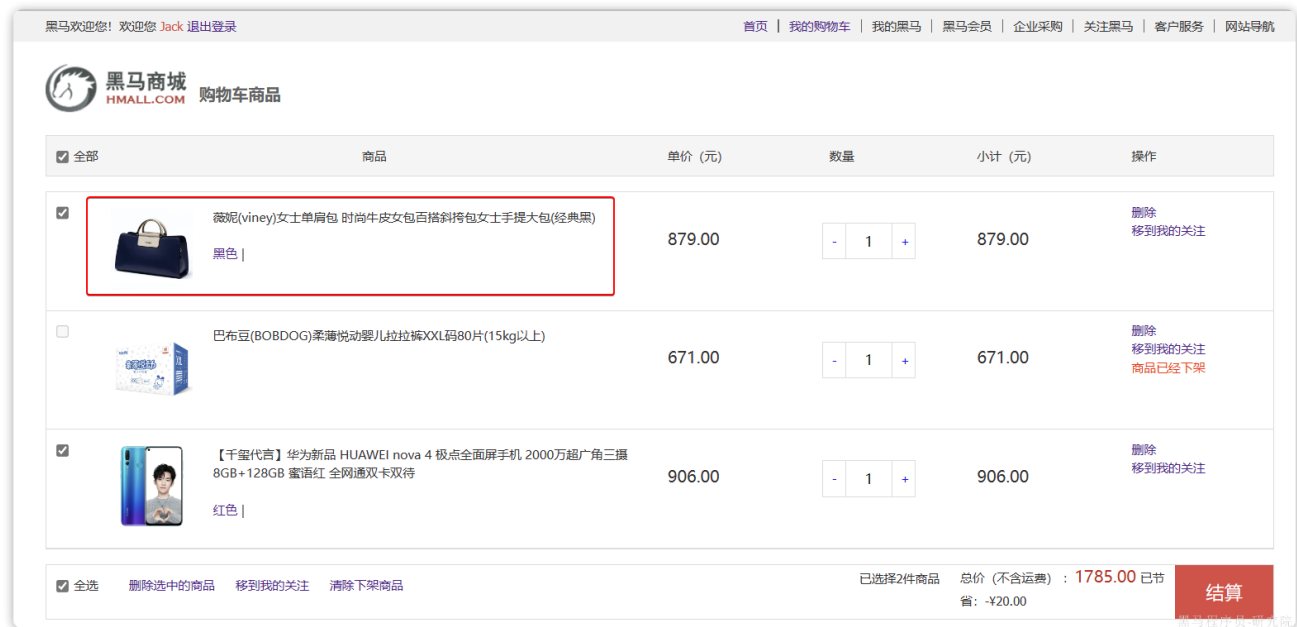 黑马欢迎您！欢迎您 Jack 退出登录
首页 | 我的购物车 | 我的黑马 | 黑马会员 | 企业采购 | 关注黑马 | 客户服务 | 网站导航
黑马商城
HMALL.COM
购物车商品
全部 商品 单价（元） 数量 小计（元） 操作
薇妮(viney)女士单肩包 时尚牛皮女包百搭斜挎包女士手提大包(经典黑)
黑色 |
879.00 - 1 + 879.00
删除
移到我的关注
巴布豆(BOBDOG)柔薄悦动婴儿拉拉裤XXL码80片(15kg以上)
671.00 - 1 + 671.00
删除
移到我的关注
商品已经下架
【千玺代言】华为新品 HUAWEI nova 4 极点全面屏手机 2000万超广角三摄
8GB+128GB 蜜语红 全网通双卡双待
红色 |
906.00 - 1 + 906.00
删除
移到我的关注
全选 删除选中的商品 移到我的关注 清除下架商品
已选择2件商品 总价（不含运费）：1785.00 已节
省：-¥20.00
结算
黑马程序员-研究院